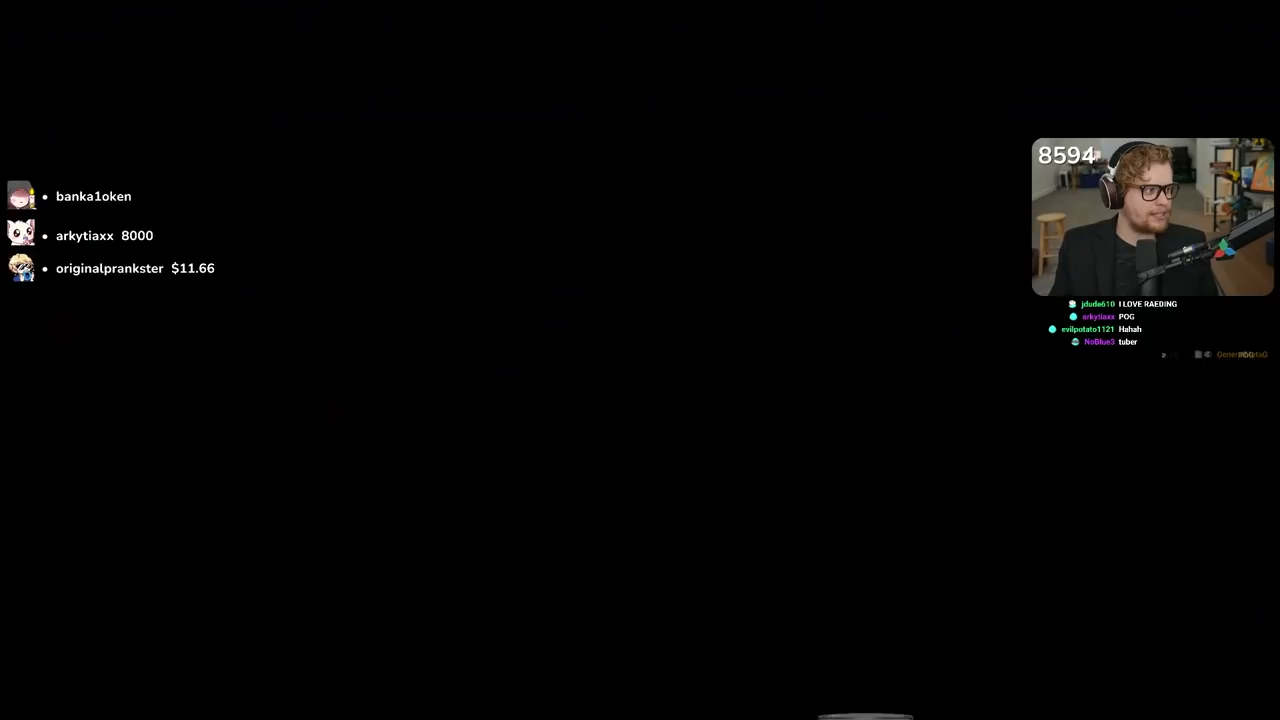 8594
banka1oken
arkytiaxx 8000
originalprankster $11.66
jdude610 I LOVE RAEDING
arkytiaxx POG
evilpotato1121 Hahah
NoBlue3 tuber